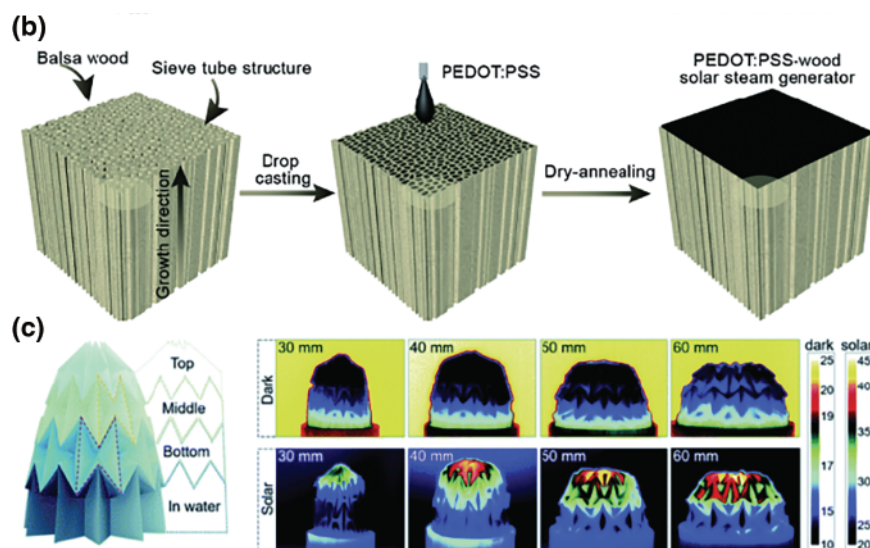 (b)
Balsa wood
Sieve tube structure
PEDOT:PSS
PEDOT:PSS-wood
solar steam generator
Drop
casting
Dry-annealing
Growth direction
(c)
Top
Middle
Bottom
In water
30 mm
40 mm
50 mm
60 mm
Dark
30 mm
40 mm
50 mm
60 mm
Solar
dark
solar
25
19
17
15
10
45
40
35
30
25
20